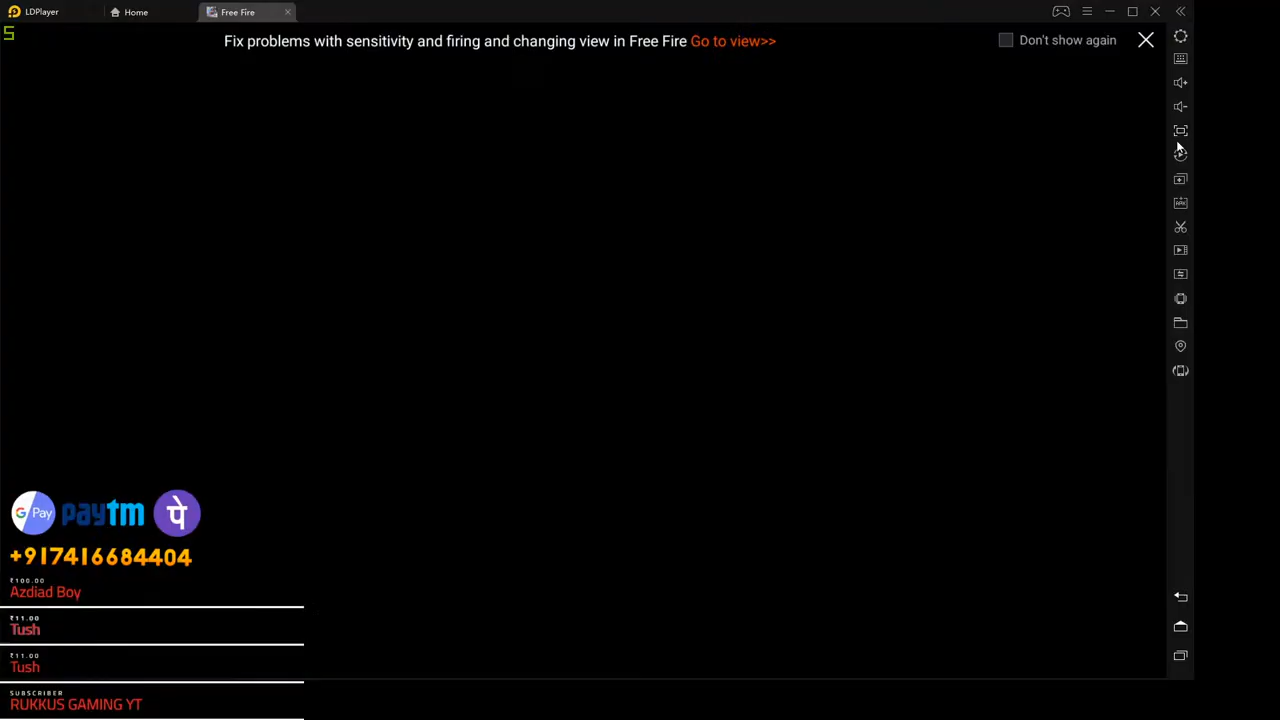 LDPlayer
Home
Free Fire
5
Fix problems with sensitivity and firing and changing view in Free Fire Go to view>>
Don't show again
G Pay paytm पे
+917416684404
₹100.00
Azdiad Boy
₹11.00
Tush
₹11.00
Tush
SUBSCRIBER
RUKKUS GAMING YT